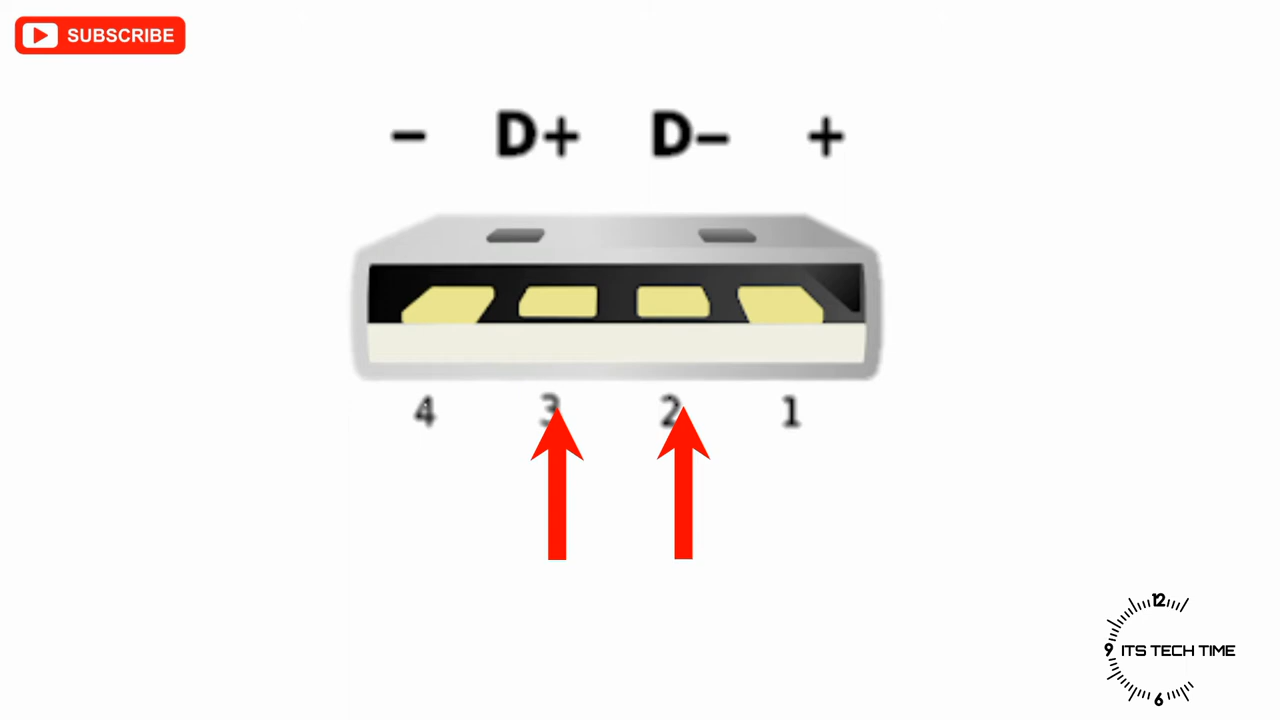 SUBSCRIBE
− D+ D− +
4 3 2 1
12
9 ITS TECH TIME
6